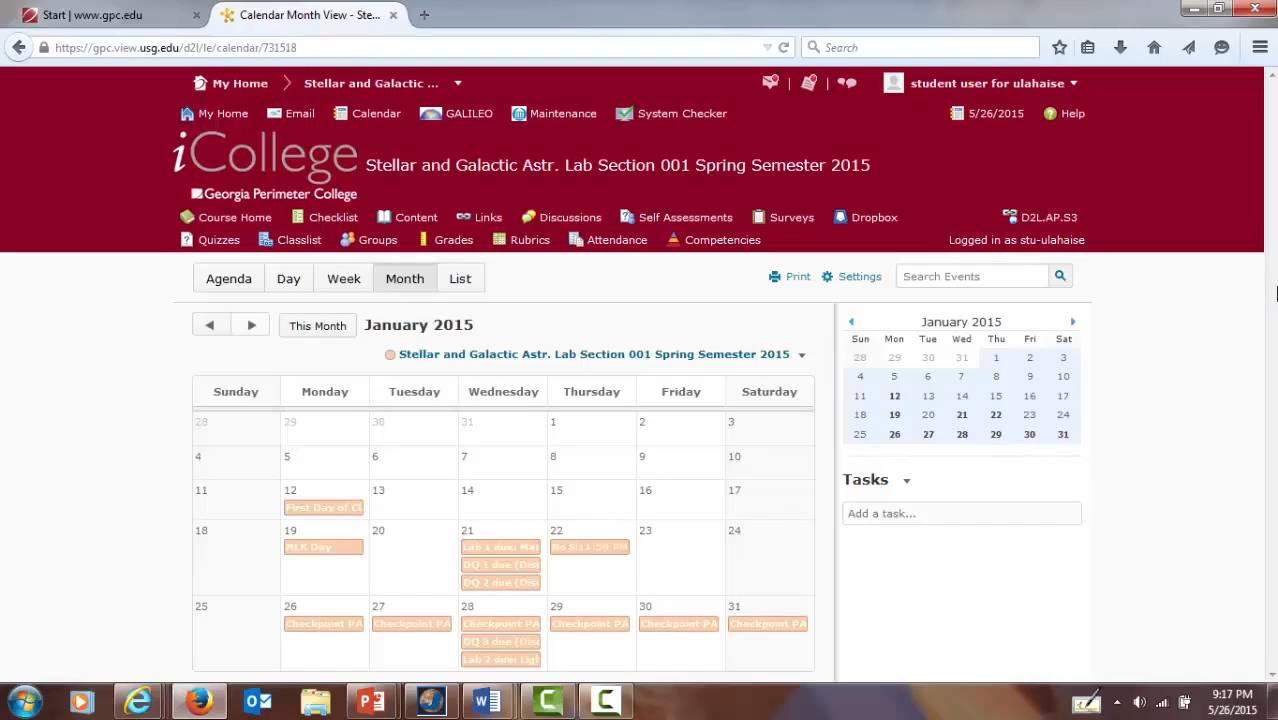 Start | www.gpc.edu
Calendar Month View - Ste...
https://gpc.view.usg.edu/d2l/le/calendar/731518
Search
My Home
Stellar and Galactic ...
student user for ulahaise
My Home
Email
Calendar
GALILEO
Maintenance
System Checker
5/26/2015
Help
iCollege
Georgia Perimeter College
Stellar and Galactic Astr. Lab Section 001 Spring Semester 2015
Course Home
Checklist
Content
Links
Discussions
Self Assessments
Surveys
Dropbox
D2L.AP.S3
Quizzes
Classlist
Groups
Grades
Rubrics
Attendance
Competencies
Logged in as stu-ulahaise
Agenda
Day
Week
Month
List
Print
Settings
Search Events
This Month
January 2015
Stellar and Galactic Astr. Lab Section 001 Spring Semester 2015
Sunday Monday Tuesday Wednesday Thursday Friday Saturday
28 29 30 31 1 2 3
4 5 6 7 8 9 10
11 12 13 14 15 16 17
First Day of Cl
18 19 20 21 22 23 24
MLK Day Lab 1 due: Mat No S 11:59 PM
DQ 1 due (Disc
DQ 2 due (Disc
25 26 27 28 29 30 31
Checkpoint PA Checkpoint PA Checkpoint PA Checkpoint PA Checkpoint PA Checkpoint PA
DQ 3 due (Disc
Lab 2 due: Ligh
January 2015
Sun Mon Tue Wed Thu Fri Sat
28 29 30 31 1 2 3
4 5 6 7 8 9 10
11 12 13 14 15 16 17
18 19 20 21 22 23 24
25 26 27 28 29 30 31
Tasks
Add a task...
9:17 PM
5/26/2015